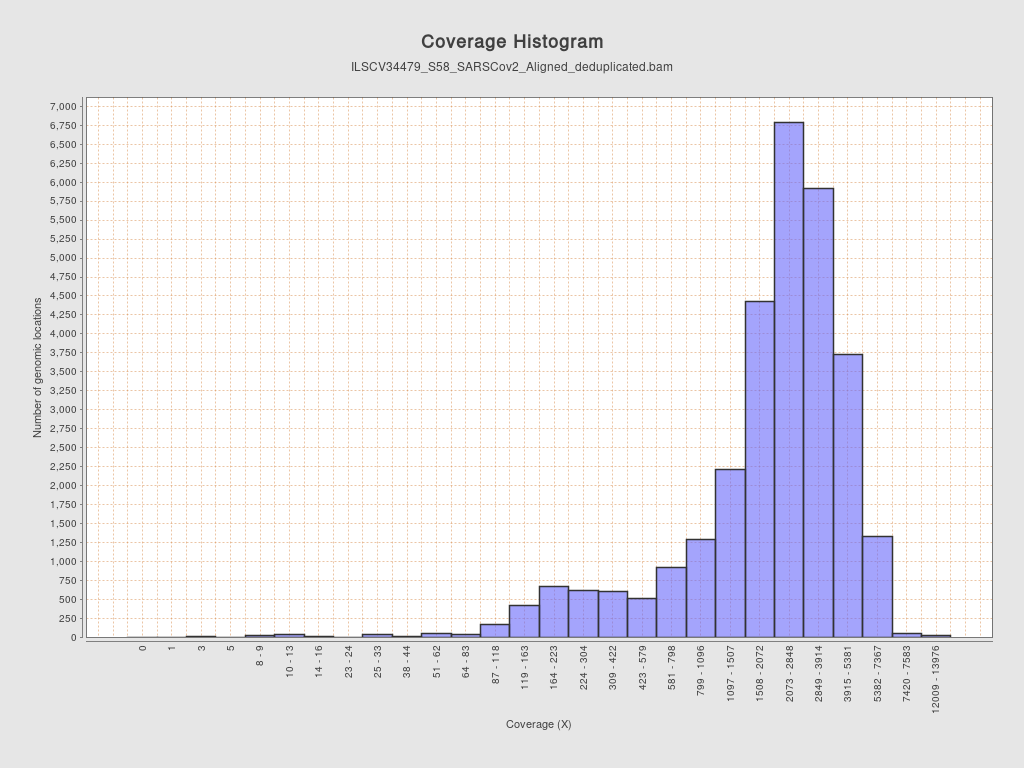 Coverage Histogram
ILSCV34479_S58_SARSCov2_Aligned_deduplicated.bam
Number of genomic locations
7,000
6,750
6,500
6,250
6,000
5,750
5,500
5,250
5,000
4,750
4,500
4,250
4,000
3,750
3,500
3,250
3,000
2,750
2,500
2,250
2,000
1,750
1,500
1,250
1,000
750
500
250
0
0
1
3
5
8 - 9
10 - 13
14 - 16
23 - 24
25 - 33
38 - 44
51 - 62
64 - 83
87 - 118
119 - 163
164 - 223
224 - 304
309 - 422
423 - 579
581 - 798
799 - 1096
1097 - 1507
1508 - 2072
2073 - 2848
2849 - 3914
3915 - 5381
5382 - 7367
7420 - 7583
12009 - 13976
Coverage (X)